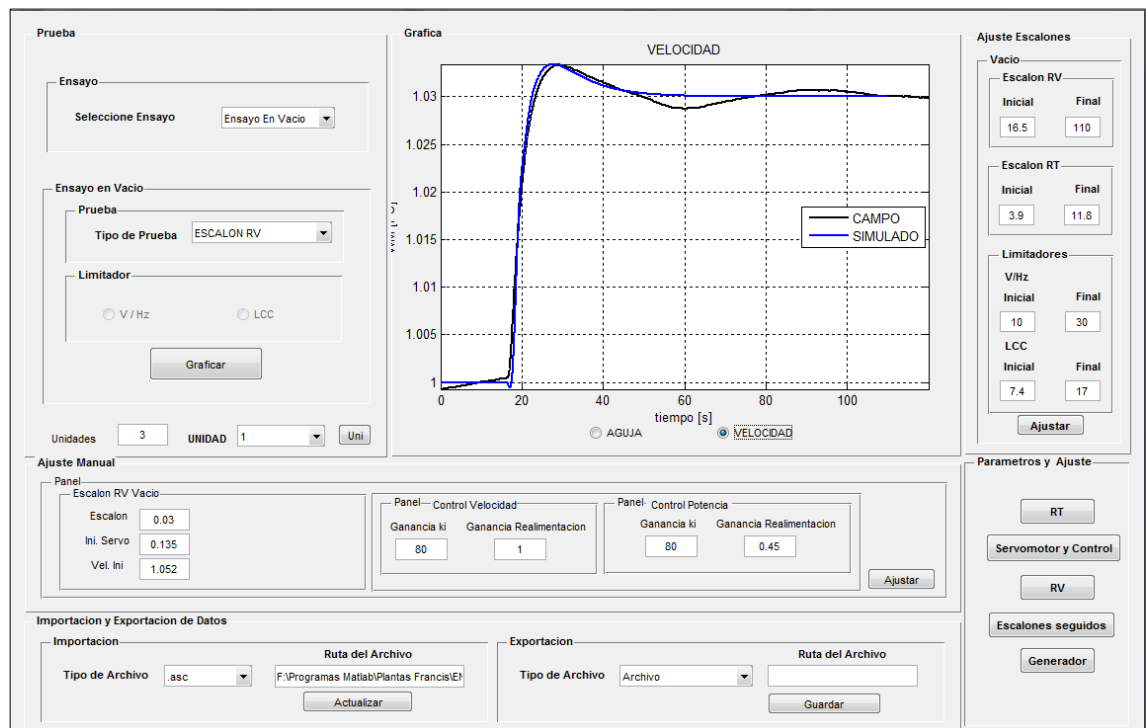 Prueba
Ensayo
Seleccione Ensayo
Ensayo En Vacio
Ensayo en Vacio
Prueba
Tipo de Prueba
ESCALON RV
Limitador
V / Hz
LCC
Graficar
Unidades
3
UNIDAD
1
Uni
Grafica
VELOCIDAD
1.03
1.025
1.02
1.015
1.01
1.005
1
0
20
40
60
80
100
tiempo [s]
CAMPO
SIMULADO
AGUJA
VELOCIDAD
Ajuste Escalones
Vacio
Escalon RV
Inicial Final
16.5 110
Escalon RT
Inicial Final
3.9 11.8
Limitadores
V/Hz
Inicial Final
10 30
LCC
Inicial Final
7.4 17
Ajustar
Ajuste Manual
Panel
Escalon RV Vacio
Escalon 0.03
Ini. Servo 0.135
Vel. Ini 1.052
Panel Control Velocidad
Ganancia ki Ganancia Realimentacion
80 1
Panel Control Potencia
Ganancia ki Ganancia Realimentacion
80 0.45
Ajustar
Parametros y Ajuste
RT
Servomotor y Control
RV
Escalones seguidos
Generador
Importacion y Exportacion de Datos
Importacion
Ruta del Archivo
Tipo de Archivo .asc F:\Programas Matlab\Plantas Francis\
Actualizar
Exportacion
Ruta del Archivo
Tipo de Archivo Archivo
Guardar